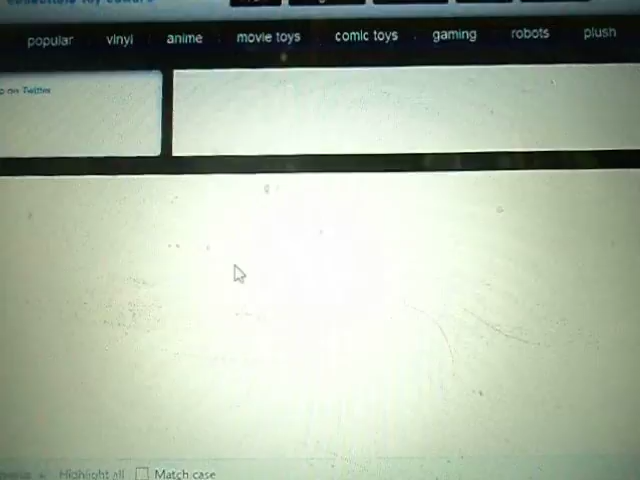 popular vinyl anime movie toys comic toys gaming robots plush
on Twitter
Highlight all Match case